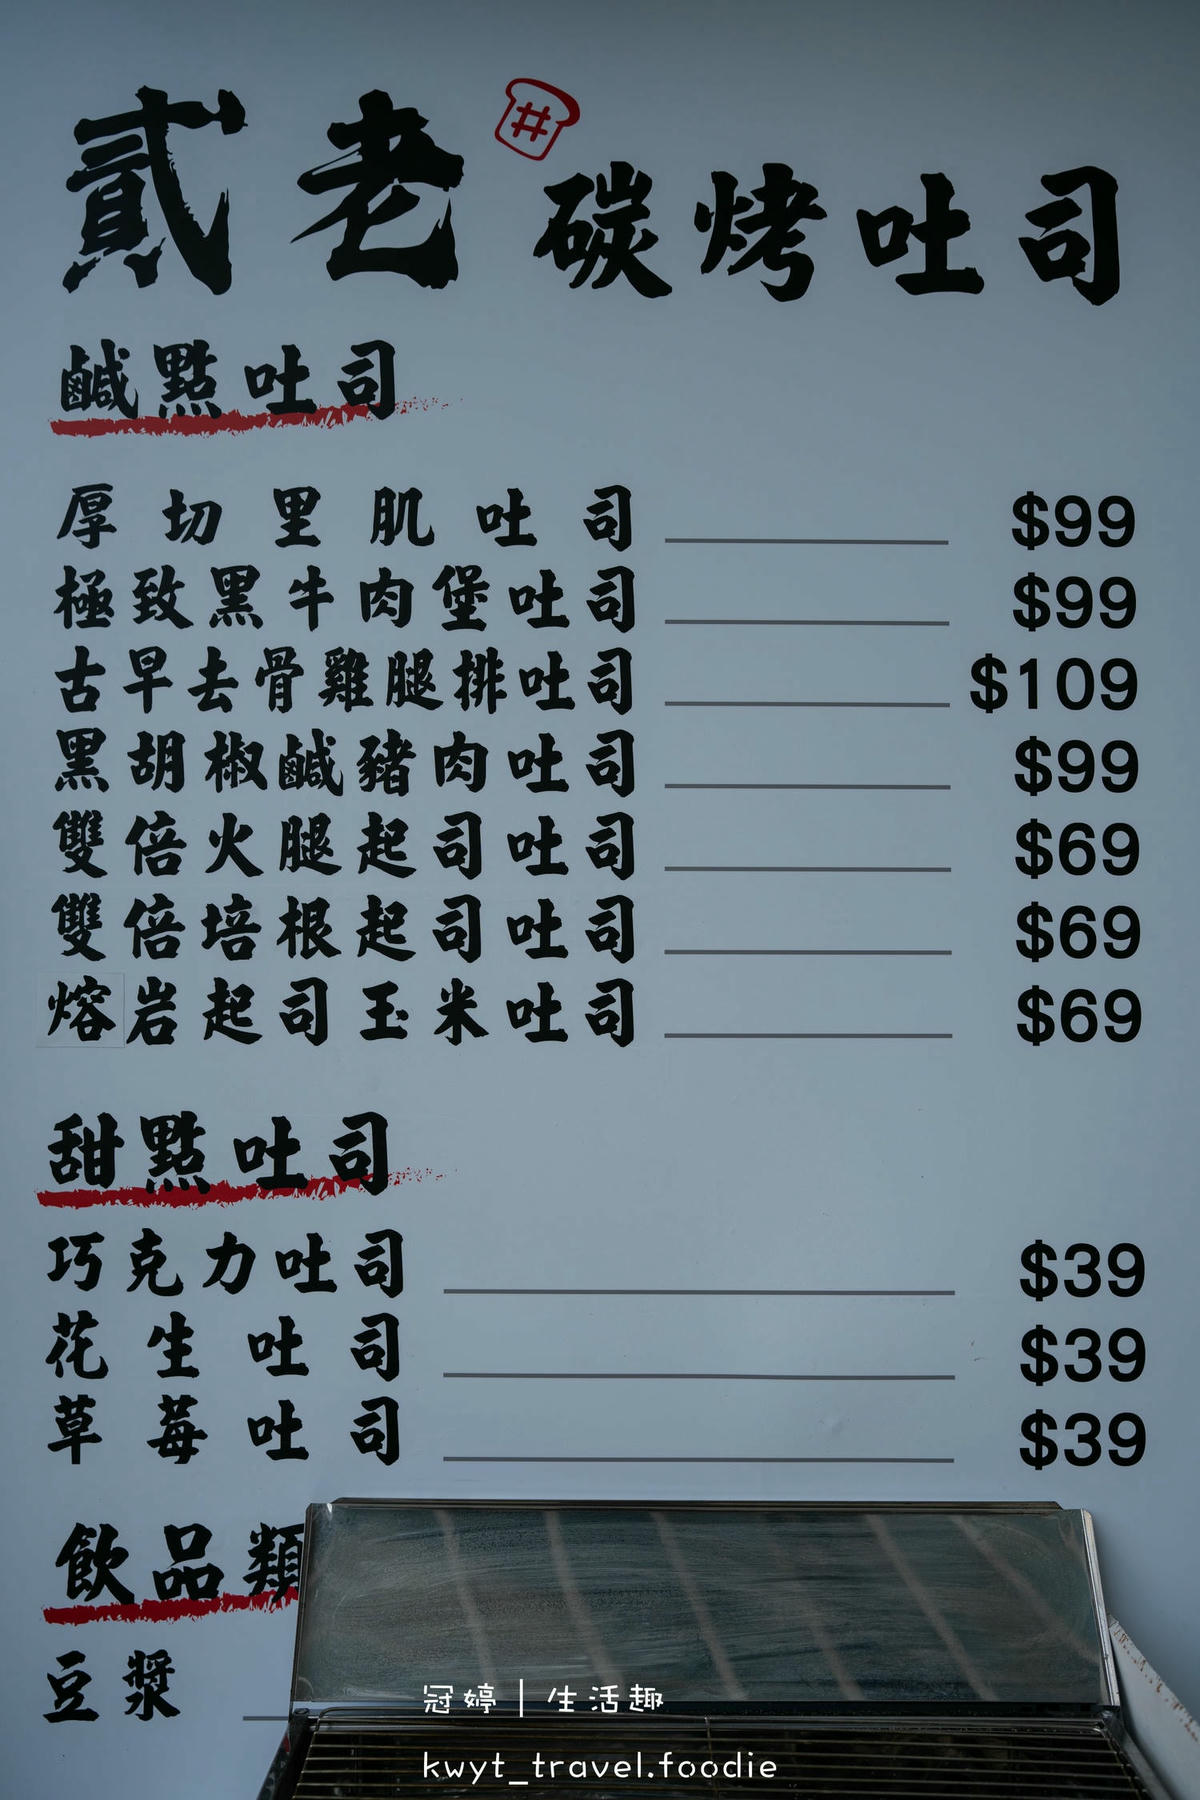 貳老 碳烤吐司
鹹點吐司
厚切里肌吐司 $99
極致黑牛肉堡吐司 $99
古早去骨雞腿排吐司 $109
黑胡椒鹹豬肉吐司 $99
雙倍火腿起司吐司 $69
雙倍培根起司吐司 $69
熔岩起司玉米吐司 $69
甜點吐司
巧克力吐司 $39
花生吐司 $39
草莓吐司 $39
飲品類
豆漿
冠婷｜生活趣
kwyt_travel.foodie